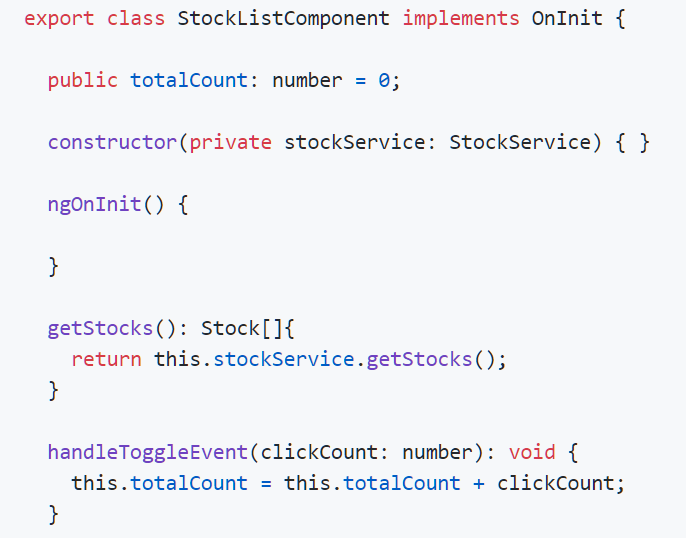 export class StockListComponent implements OnInit {
public totalCount: number = 0;
constructor(private stockService: StockService) { }
ngOnInit() {
}
getStocks(): Stock[]{
return this.stockService.getStocks();
}
handleToggleEvent(clickCount: number): void {
this.totalCount = this.totalCount + clickCount;
}